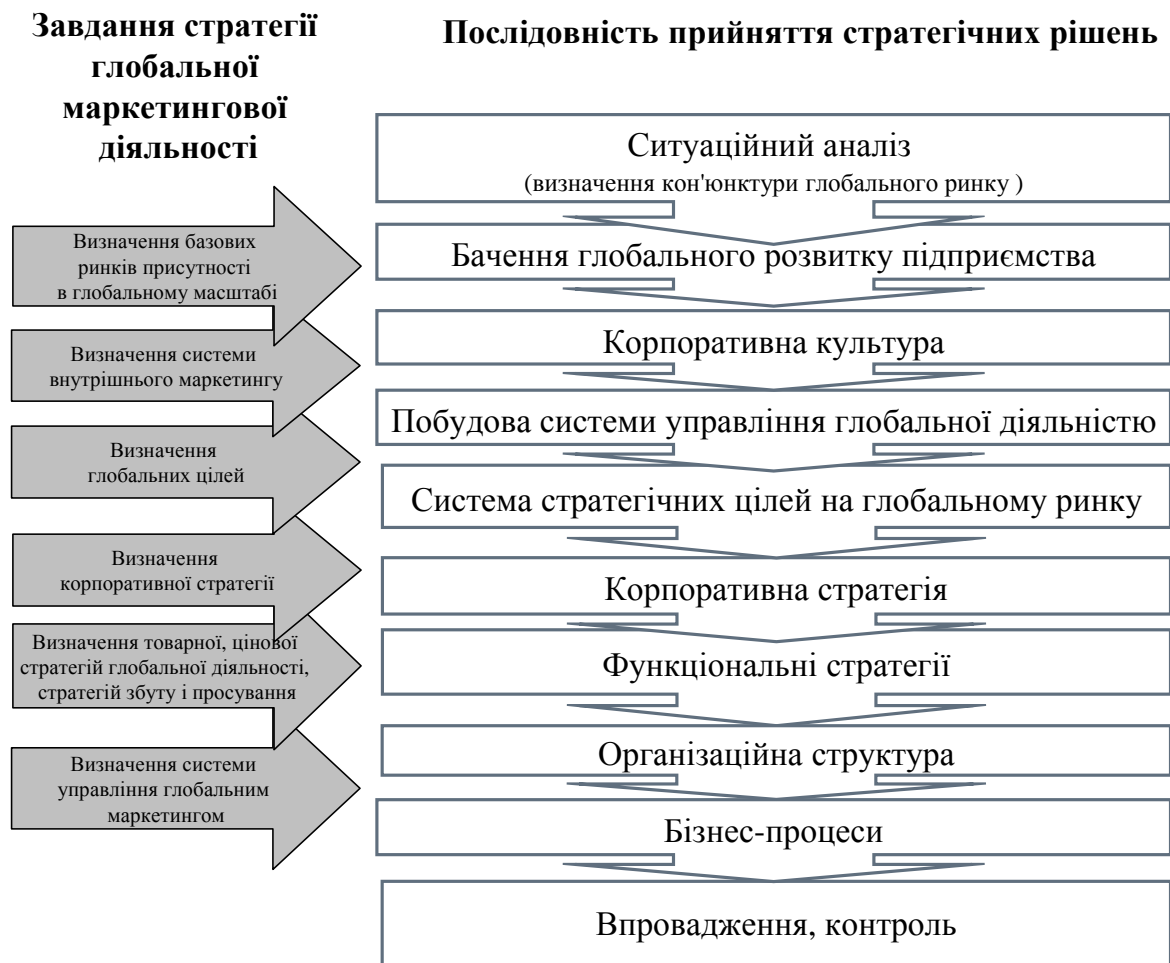 Завдання стратегії
глобальної
маркетингової
діяльності
Послідовність прийняття стратегічних рішень
Ситуаційний аналіз
(визначення кон'юнктури глобального ринку )
Визначення базових
ринків присутності
в глобальному масштабі
Бачення глобального розвитку підприємства
Визначення системи
внутрішнього маркетингу
Корпоративна культура
Побудова системи управління глобальної діяльністю
Визначення
глобальних цілей
Система стратегічних цілей на глобальному ринку
Визначення
корпоративної стратегії
Корпоративна стратегія
Визначення товарної, цінової
стратегій глобальної діяльності,
стратегій збуту і просування
Функціональні стратегії
Організаційна структура
Визначення системи
управління глобальним
маркетингом
Бізнес-процеси
Впровадження, контроль